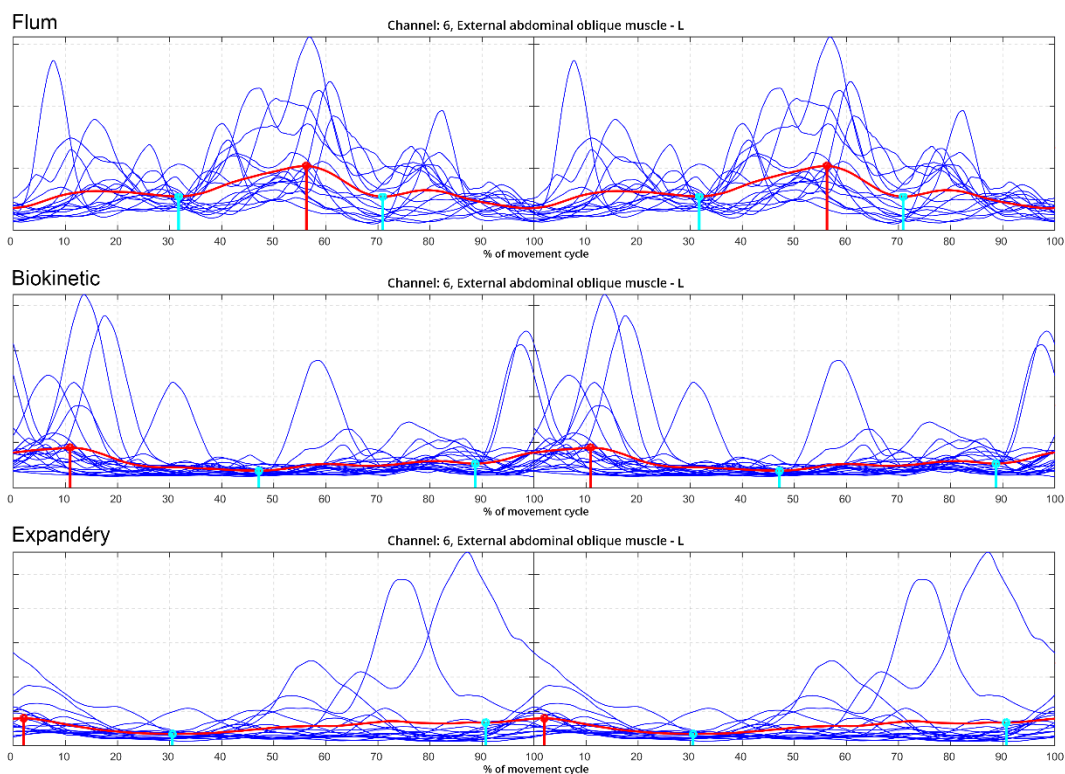 Flum
Channel: 6, External abdominal oblique muscle - L
0 10 20 30 40 50 60 70 80 90 100 10 20 30 40 50 60 70 80 90 100
% of movement cycle
Biokinetic
Channel: 6, External abdominal oblique muscle - L
0 10 20 30 40 50 60 70 80 90 100 10 20 30 40 50 60 70 80 90 100
% of movement cycle
Expandéry
Channel: 6, External abdominal oblique muscle - L
0 10 20 30 40 50 60 70 80 90 100 10 20 30 40 50 60 70 80 90 100
% of movement cycle